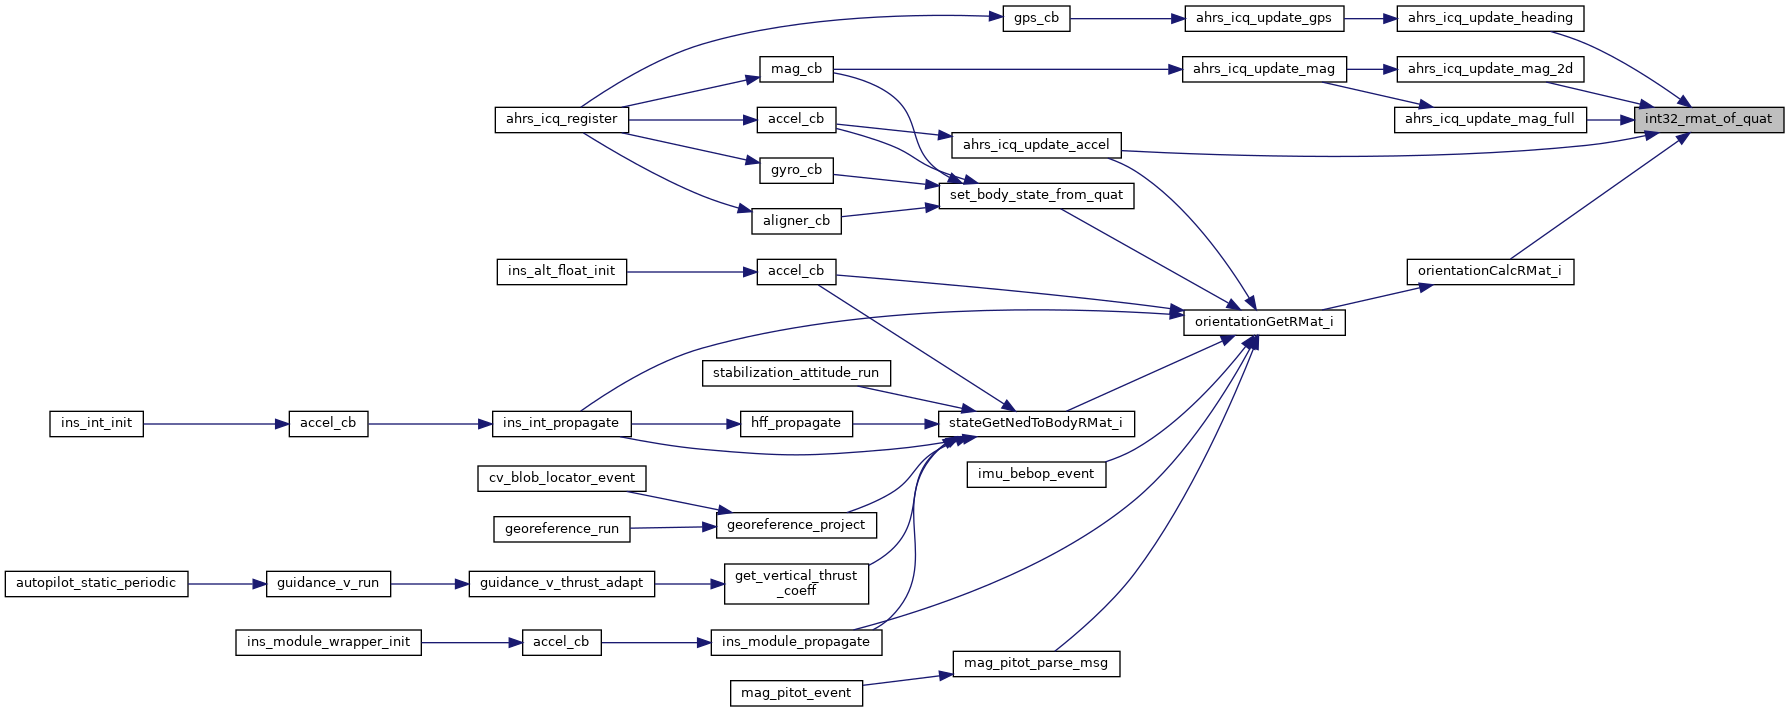 gps_cb
ahrs_icq_update_gps
ahrs_icq_update_heading
mag_cb
ahrs_icq_update_mag
ahrs_icq_update_mag_2d
ahrs_icq_register
accel_cb
ahrs_icq_update_mag_full
int32_rmat_of_quat
ahrs_icq_update_accel
gyro_cb
set_body_state_from_quat
aligner_cb
ins_alt_float_init
accel_cb
orientationCalcRMat_i
orientationGetRMat_i
stabilization_attitude_run
ins_int_init
accel_cb
ins_int_propagate
hff_propagate
stateGetNedToBodyRMat_i
cv_blob_locator_event
imu_bebop_event
georeference_run
georeference_project
autopilot_static_periodic
guidance_v_run
guidance_v_thrust_adapt
get_vertical_thrust
_coeff
ins_module_wrapper_init
accel_cb
ins_module_propagate
mag_pitot_parse_msg
mag_pitot_event